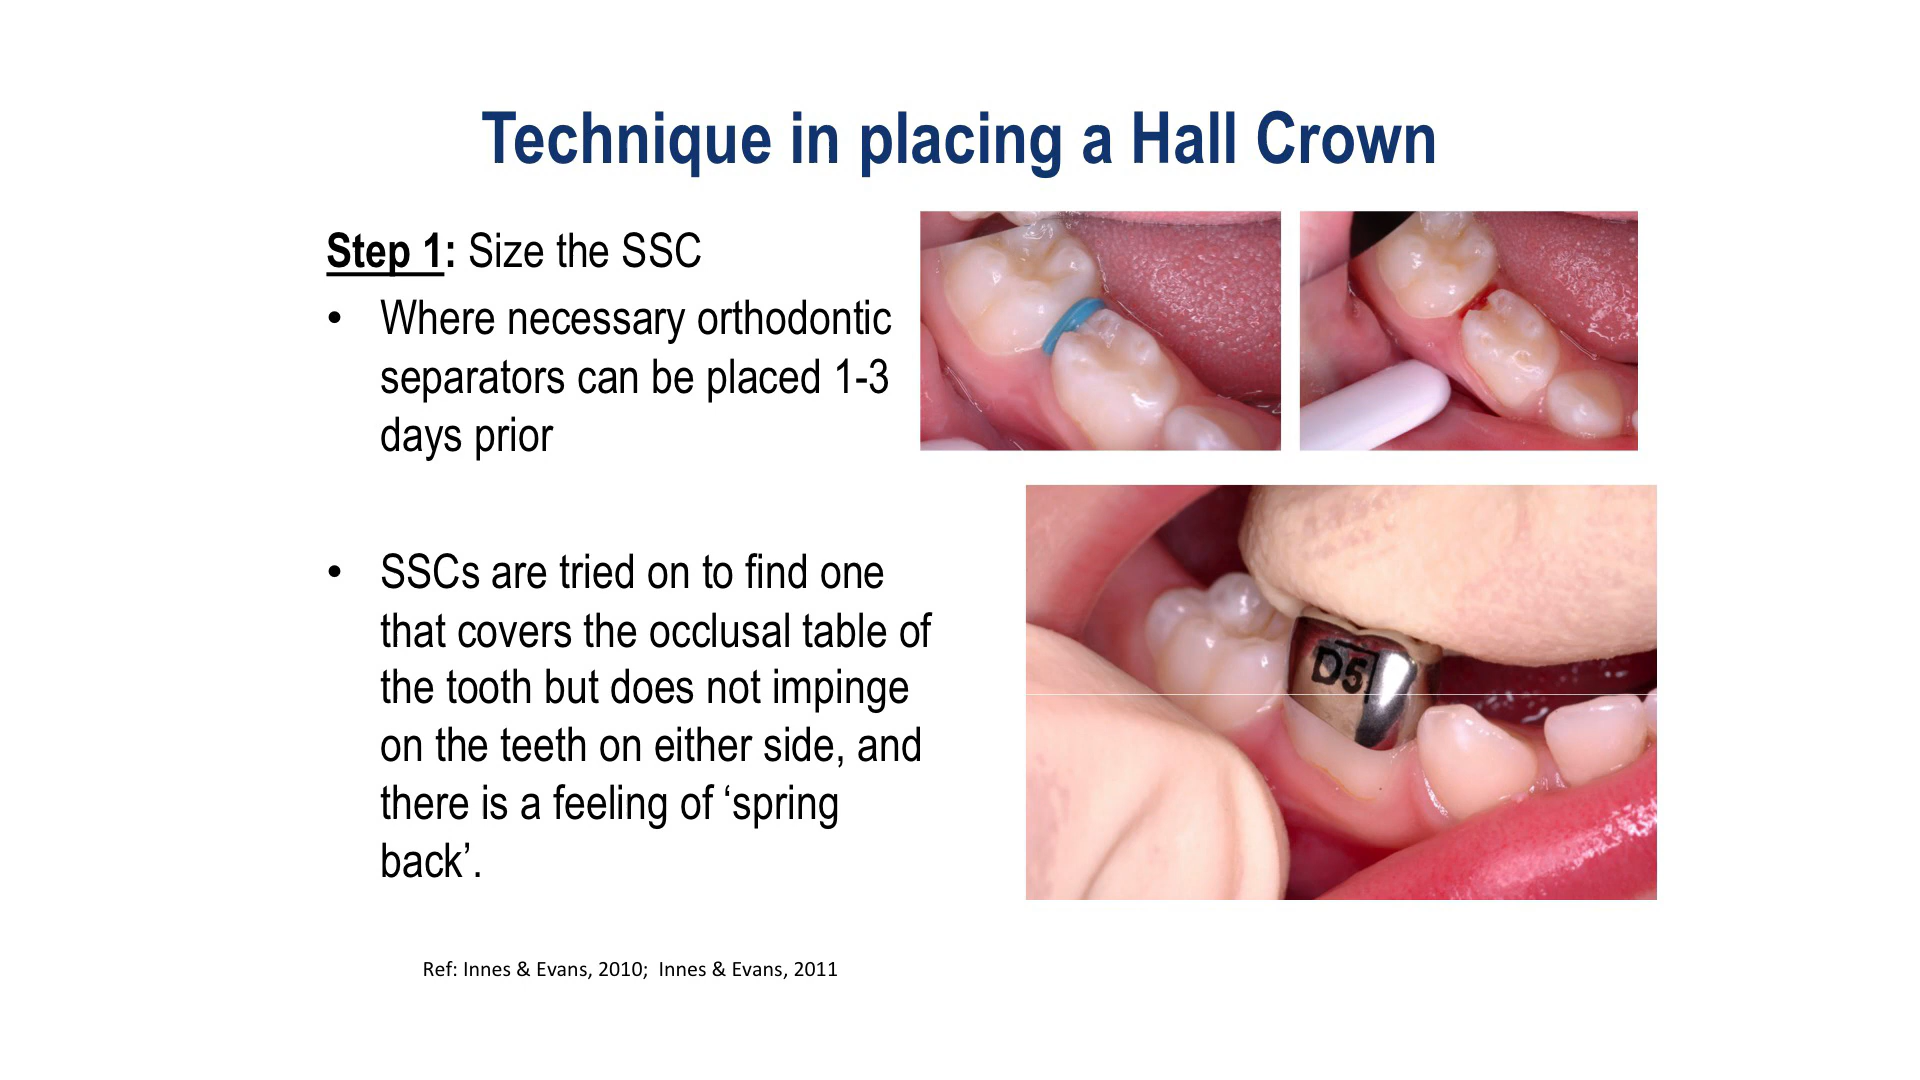 Technique in placing a Hall Crown
Step 1: Size the SSC
• Where necessary orthodontic
separators can be placed 1-3
days prior
• SSCs are tried on to find one
that covers the occlusal table of
the tooth but does not impinge
on the teeth on either side, and
there is a feeling of ‘spring
back’.
D5
Ref: Innes & Evans, 2010;  Innes & Evans, 2011